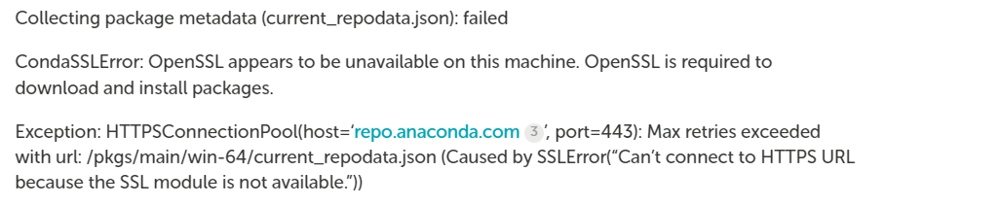 Collecting package metadata (current_repodata.json): failed
CondaSSLError: OpenSSL appears to be unavailable on this machine. OpenSSL is required to
download and install packages.
Exception: HTTPSConnectionPool(host=‘repo.anaconda.com 3’, port=443): Max retries exceeded
with url: /pkgs/main/win-64/current_repodata.json (Caused by SSLError(“Can’t connect to HTTPS URL
because the SSL module is not available.”))